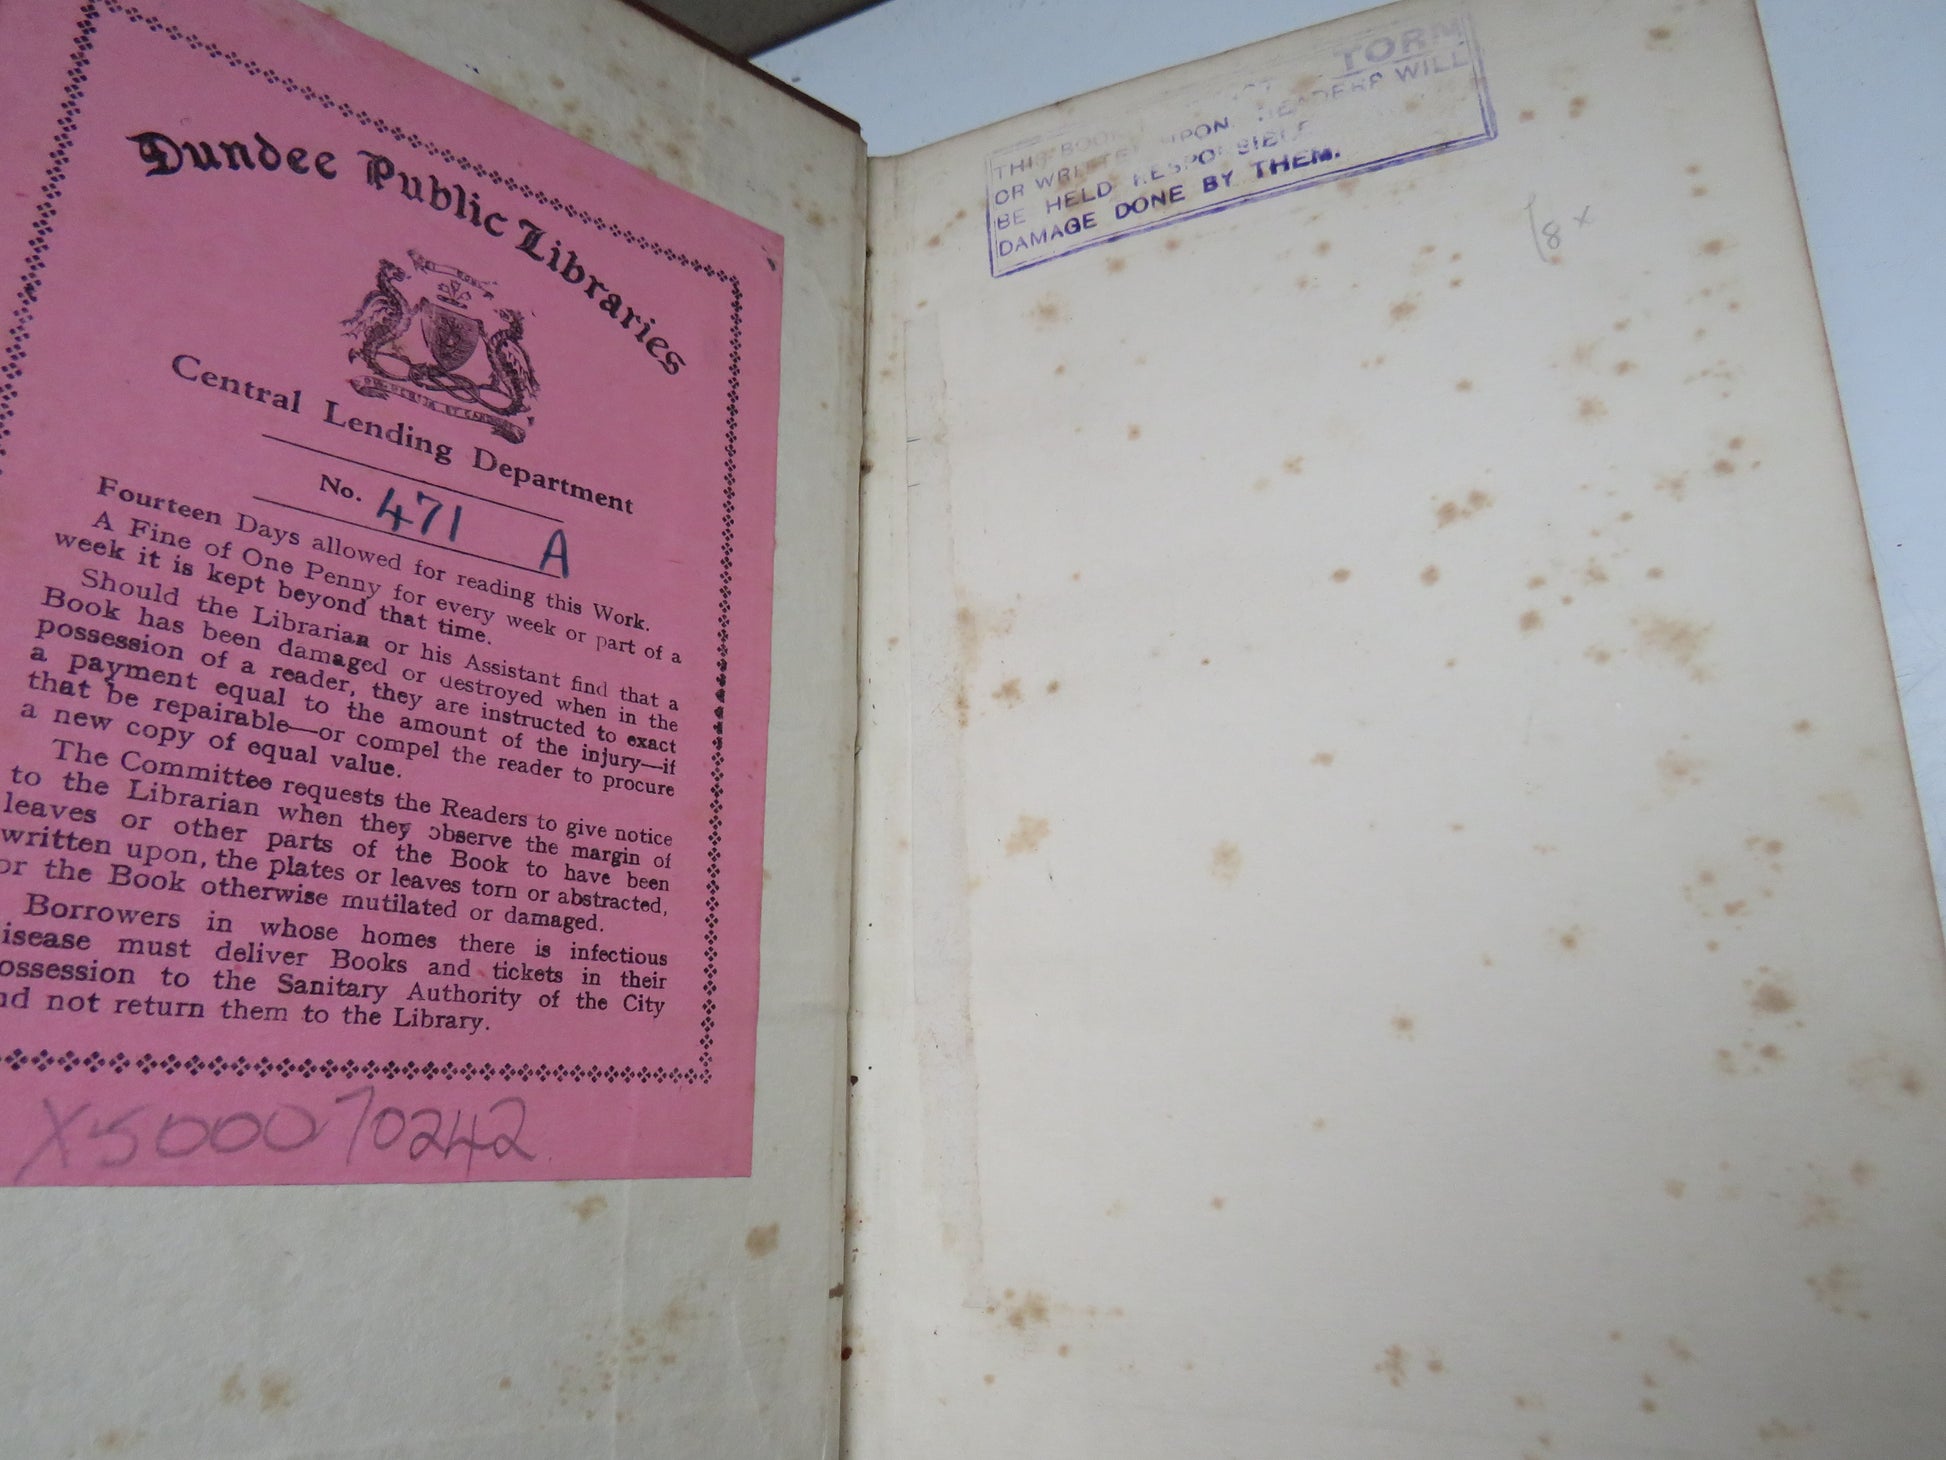 Dundee Public Libraries
Central Lending Department
No. 471 A
Fourteen Days allowed for reading this Work.
A Fine of One Penny for every week or part of a
week it is kept beyond that time.
Should the Librarian or his Assistant find that a
Book has been damaged or destroyed when in the
possession of a reader, they are instructed to exact
a payment equal to the amount of the injury—if
that be repairable—or compel the reader to procure
a new copy of equal value.
The Committee requests the Readers to give notice
to the Librarian when they observe the margin of
leaves or other parts of the Book to have been
written upon, the plates or leaves torn or abstracted,
or the Book otherwise mutilated or damaged.
Borrowers in whose homes there is infectious
isease must deliver Books and tickets in their
ossession to the Sanitary Authority of the City
nd not return them to the Library.
X500070242
TORN
THIS BOOK
OR WRITTEN UPON. READERS WILL
BE HELD RESPONSIBLE
DAMAGE DONE BY THEM.